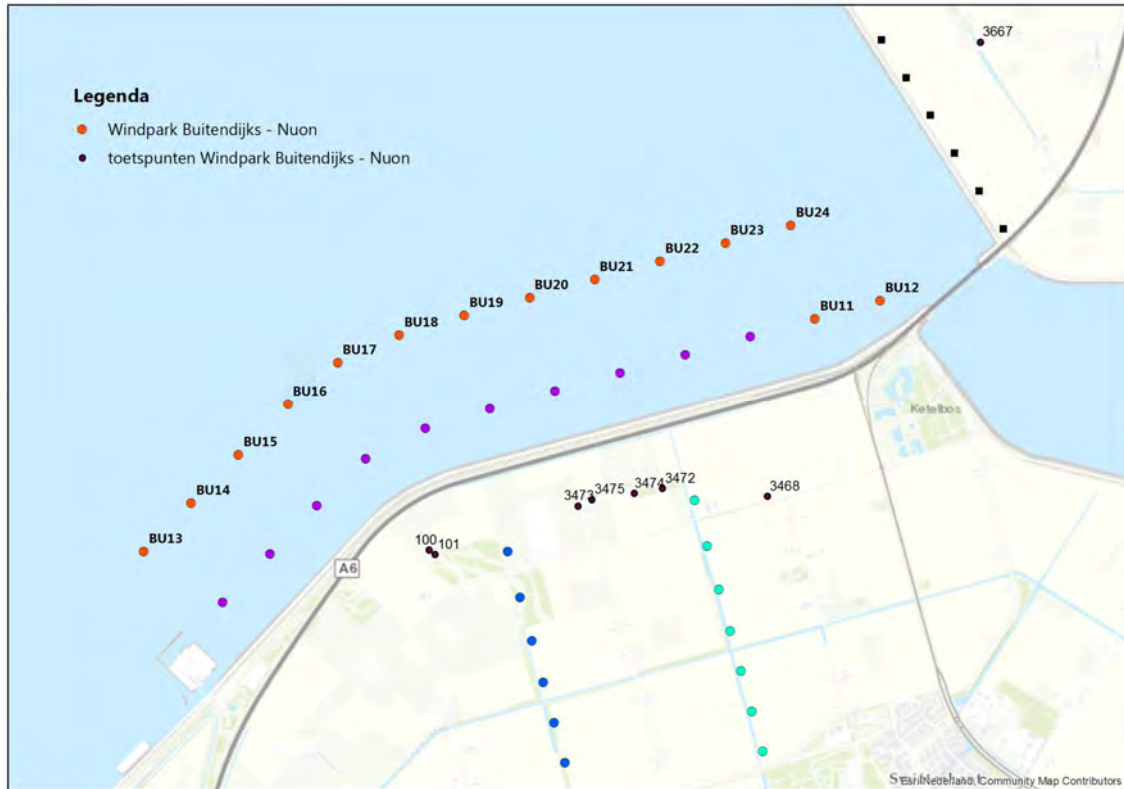 3667
Legenda
Windpark Buitendijks - Nuon
toetspunten Windpark Buitendijks - Nuon
BU24
BU23
BU22
BU21
BU20
BU12
BU19
BU11
BU18
BU17
BU16
Ketelbos
BU15
3472
3474
3475
3468
3473
BU14
BU13
100
101
A6
Esri Nederland, Community Map Contributors